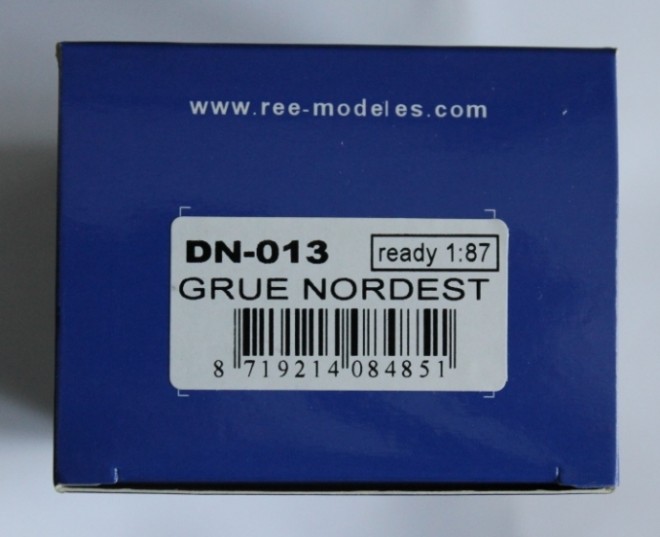 www.ree-modeles.com
DN-013 ready 1:87
GRUE NORDEST
8 719214 084851